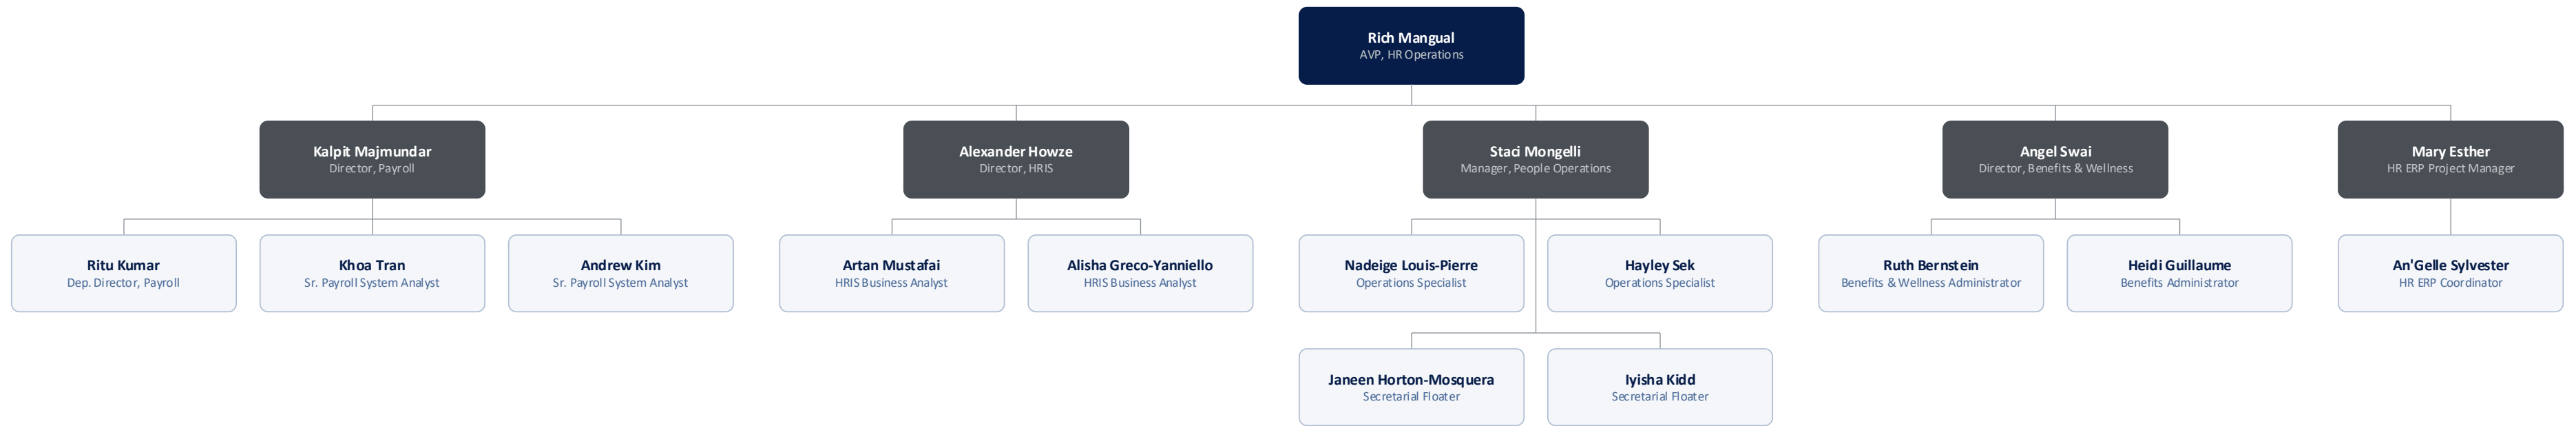 Rich Mangual
AVP, HR Operations
Kalpit Majmundar
Director, Payroll
Alexander Howze
Director, HRIS
Staci Mongelli
Manager, People Operations
Angel Swai
Director, Benefits & Wellness
Mary Esther
HR ERP Project Manager
Ritu Kumar
Dep. Director, Payroll
Khoa Tran
Sr. Payroll System Analyst
Andrew Kim
Sr. Payroll System Analyst
Artan Mustafai
HRIS Business Analyst
Alisha Greco-Yanniello
HRIS Business Analyst
Nadeige Louis-Pierre
Operations Specialist
Hayley Sek
Operations Specialist
Ruth Bernstein
Benefits & Wellness Administrator
Heidi Guillaume
Benefits Administrator
An'Gelle Sylvester
HR ERP Coordinator
Janeen Horton-Mosquera
Secretarial Floater
Iyisha Kidd
Secretarial Floater